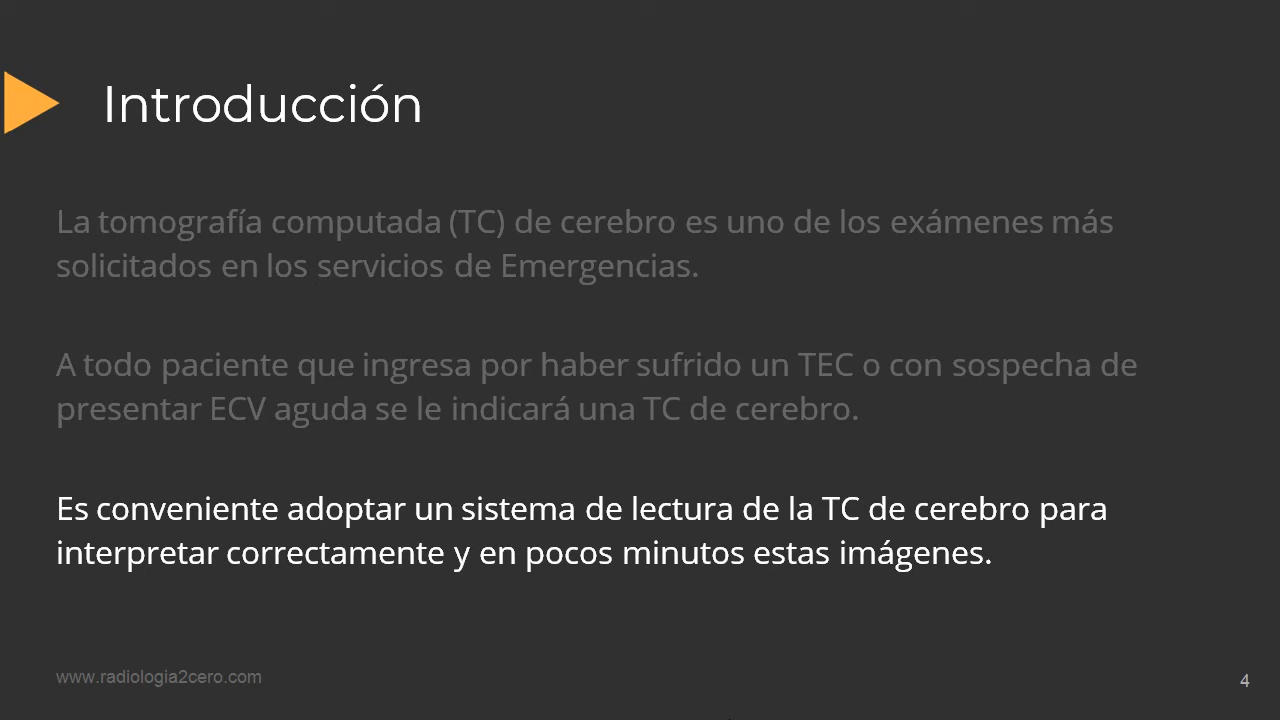 Introducción
La tomografía computada (TC) de cerebro es uno de los exámenes más
solicitados en los servicios de Emergencias.
A todo paciente que ingresa por haber sufrido un TEC o con sospecha de
presentar ECV aguda se le indicará una TC de cerebro.
Es conveniente adoptar un sistema de lectura de la TC de cerebro para
interpretar correctamente y en pocos minutos estas imágenes.
www.radiologia2cero.com
4